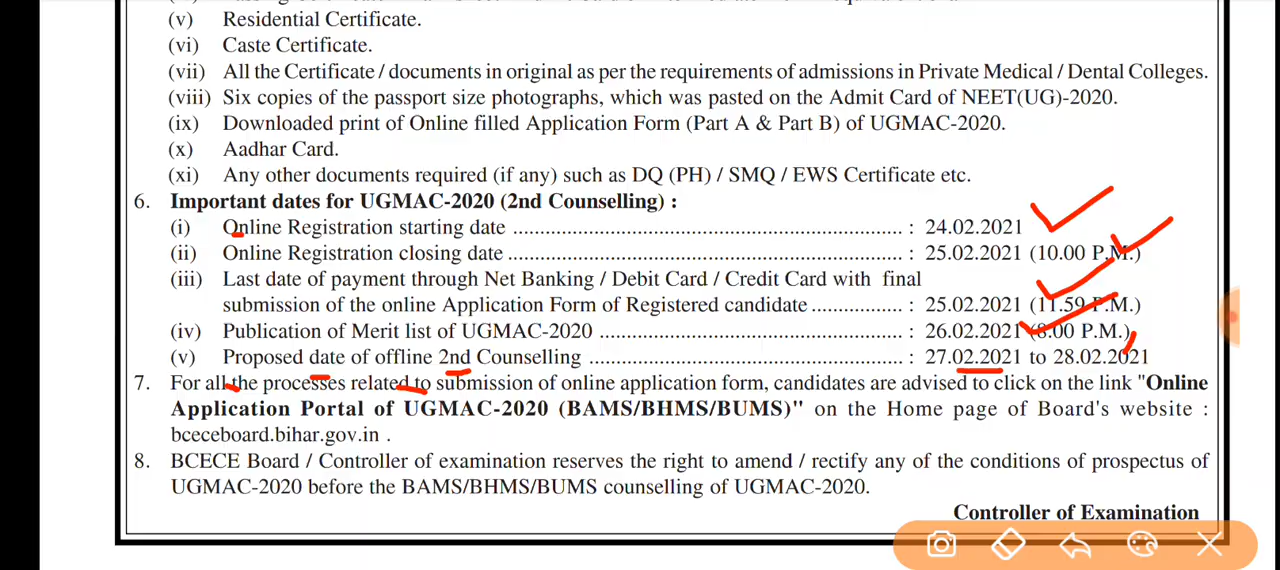 (v) Residential Certificate.
(vi) Caste Certificate.
(vii) All the Certificate / documents in original as per the requirements of admissions in Private Medical / Dental Colleges.
(viii) Six copies of the passport size photographs, which was pasted on the Admit Card of NEET(UG)-2020.
(ix) Downloaded print of Online filled Application Form (Part A & Part B) of UGMAC-2020.
(x) Aadhar Card.
(xi) Any other documents required (if any) such as DQ (PH) / SMQ / EWS Certificate etc.
6. Important dates for UGMAC-2020 (2nd Counselling) :
(i) Online Registration starting date : 24.02.2021
(ii) Online Registration closing date : 25.02.2021 (10.00 P.M.)
(iii) Last date of payment through Net Banking / Debit Card / Credit Card with final
submission of the online Application Form of Registered candidate : 25.02.2021 (11.59 P.M.)
(iv) Publication of Merit list of UGMAC-2020 : 26.02.2021 (8.00 P.M.)
(v) Proposed date of offline 2nd Counselling : 27.02.2021 to 28.02.2021
7. For all the processes related to submission of online application form, candidates are advised to click on the link "Online
Application Portal of UGMAC-2020 (BAMS/BHMS/BUMS)" on the Home page of Board's website :
bceceboard.bihar.gov.in .
8. BCECE Board / Controller of examination reserves the right to amend / rectify any of the conditions of prospectus of
UGMAC-2020 before the BAMS/BHMS/BUMS counselling of UGMAC-2020.
Controller of Examination